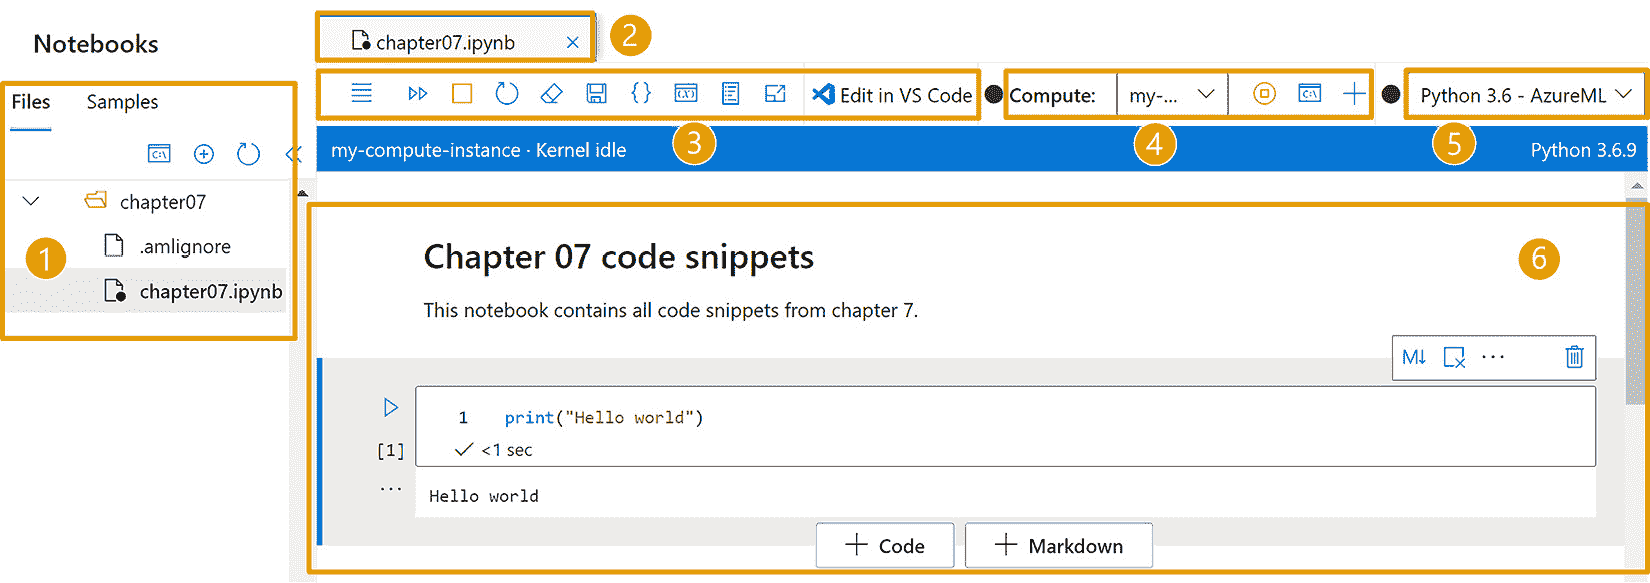 Notebooks
chapter07.ipynb
2
Files Samples
Edit in VS Code
Compute: my-...
Python 3.6 - AzureML
3
4
5
my-compute-instance · Kernel idle
Python 3.6.9
chapter07
.amlignore
1
chapter07.ipynb
Chapter 07 code snippets
6
This notebook contains all code snippets from chapter 7.
M↓
1 print("Hello world")
[1]
<1 sec
Hello world
+ Code
+ Markdown